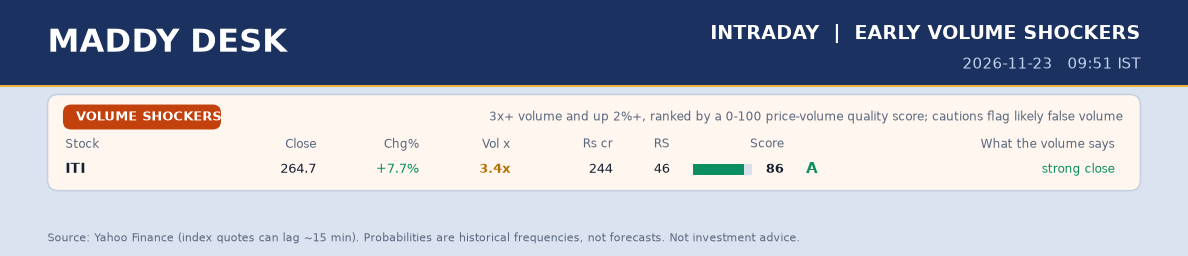 MADDY DESK
INTRADAY | EARLY VOLUME SHOCKERS
2026-11-23 09:51 IST
VOLUME SHOCKERS
3x+ volume and up 2%+, ranked by a 0-100 price-volume quality score; cautions flag likely false volume
Stock Close Chg% Vol x Rs cr RS Score What the volume says
ITI 264.7 +7.7% 3.4x 244 46 86 A strong close
Source: Yahoo Finance (index quotes can lag ~15 min). Probabilities are historical frequencies, not forecasts. Not investment advice.